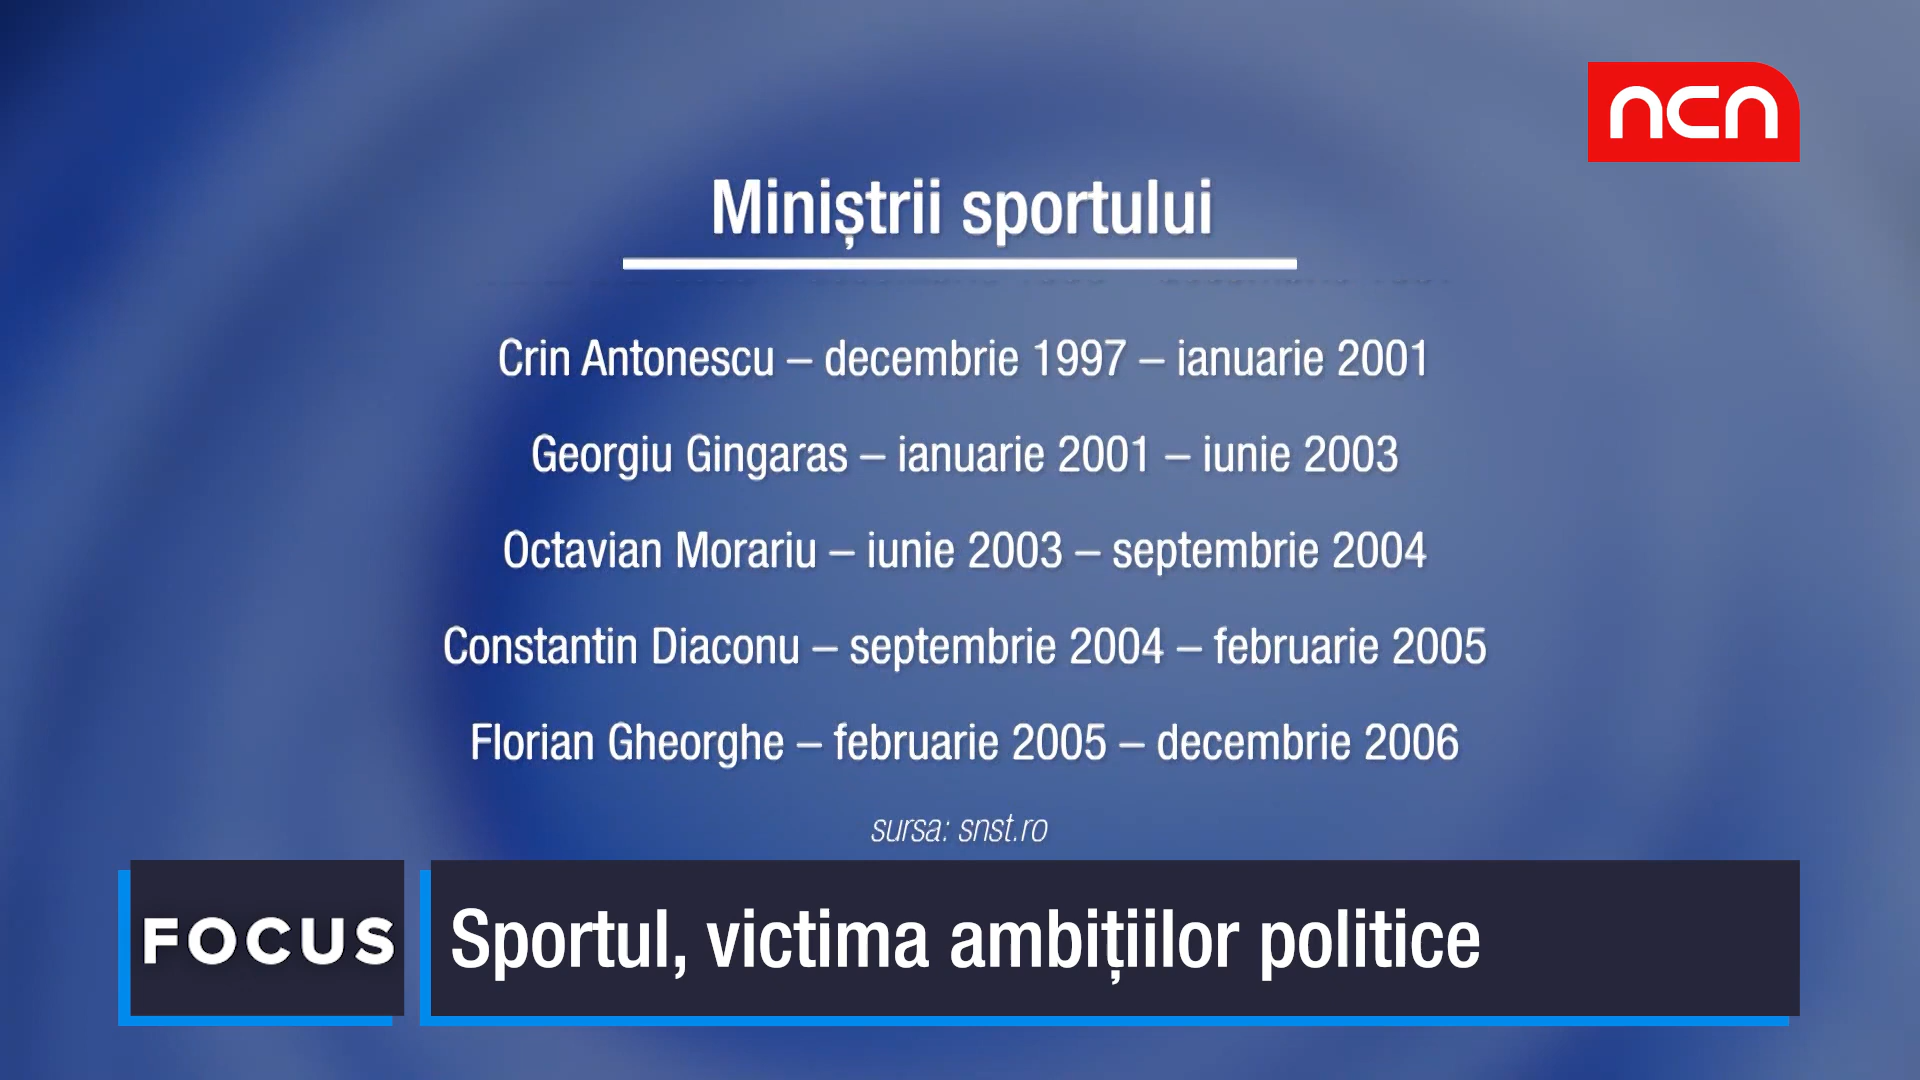 ncn
Miniștrii sportului
Crin Antonescu – decembrie 1997 – ianuarie 2001
Georgiu Gingaras – ianuarie 2001 – iunie 2003
Octavian Morariu – iunie 2003 – septembrie 2004
Constantin Diaconu – septembrie 2004 – februarie 2005
Florian Gheorghe – februarie 2005 – decembrie 2006
sursa: snst.ro
FOCUS
Sportul, victima ambițiilor politice